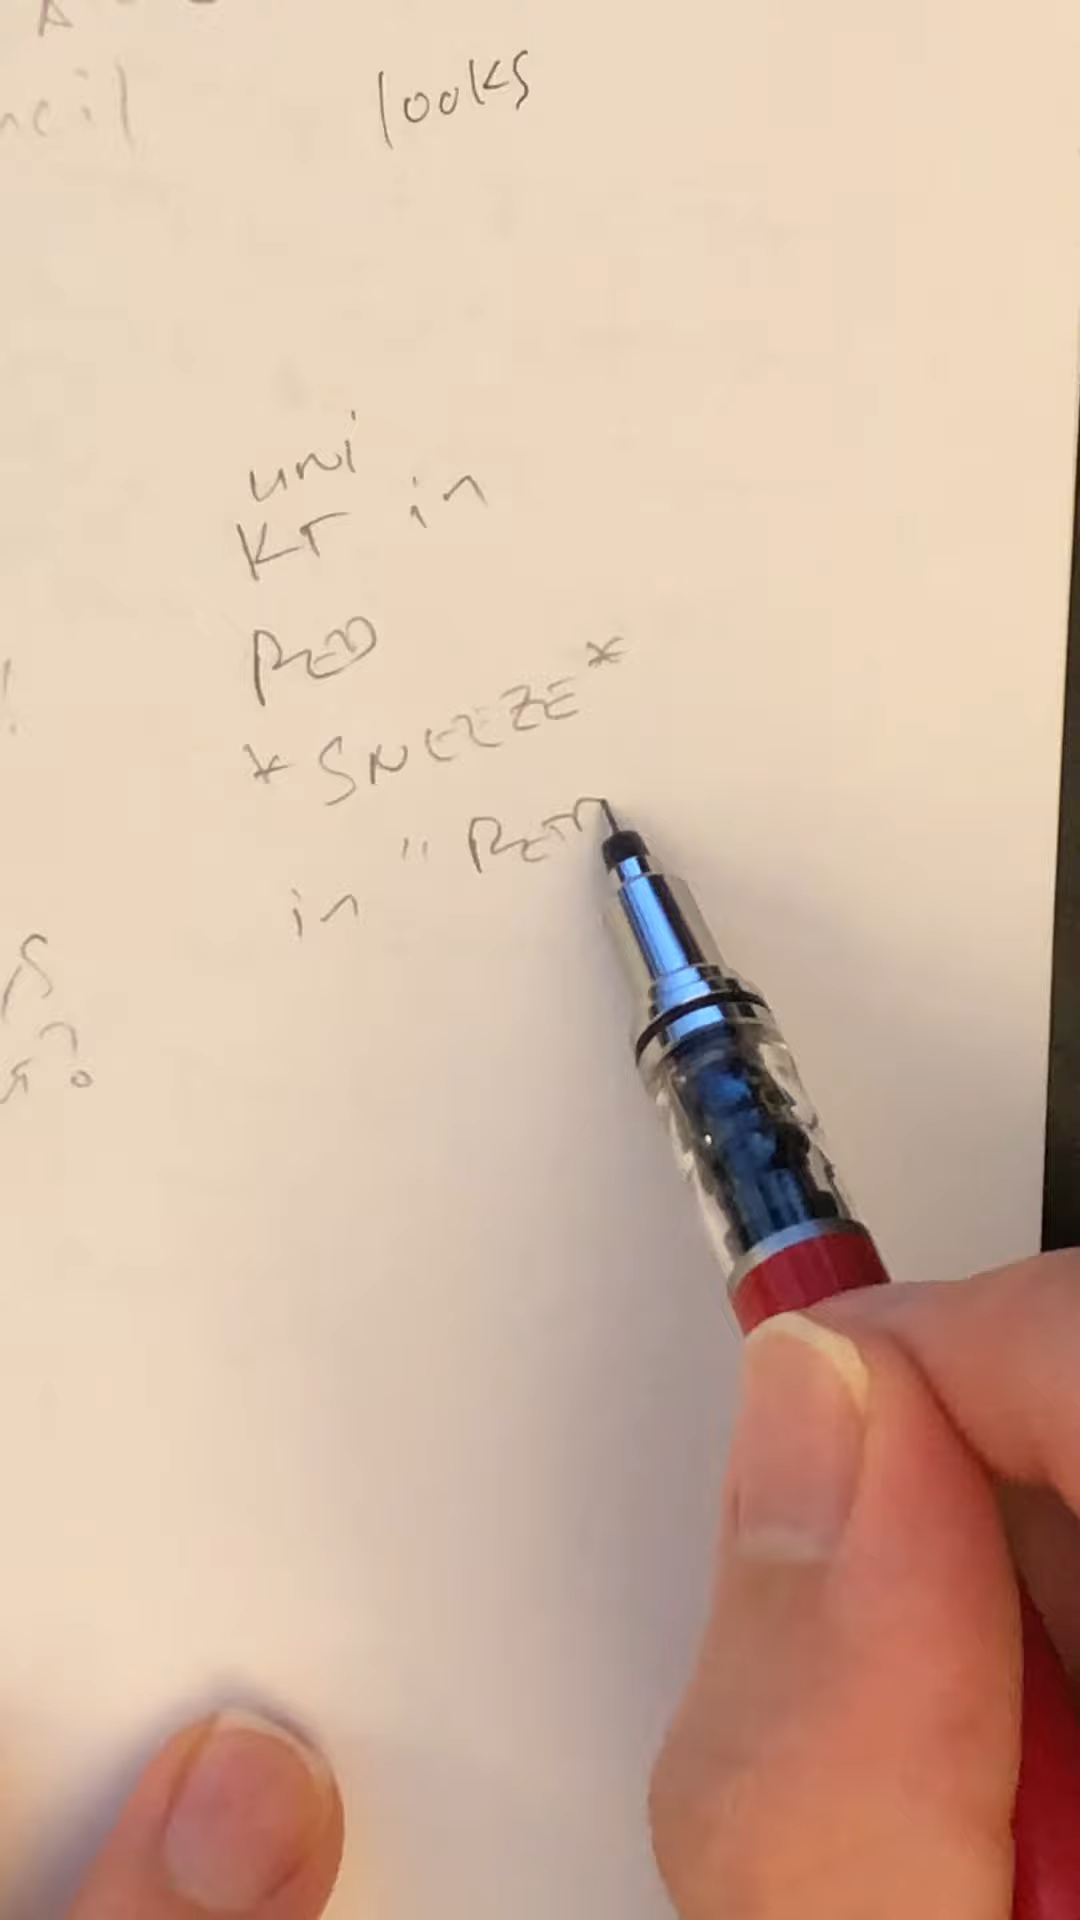 looks
uni
KT in
RED
*SNEEZE*
in "RED